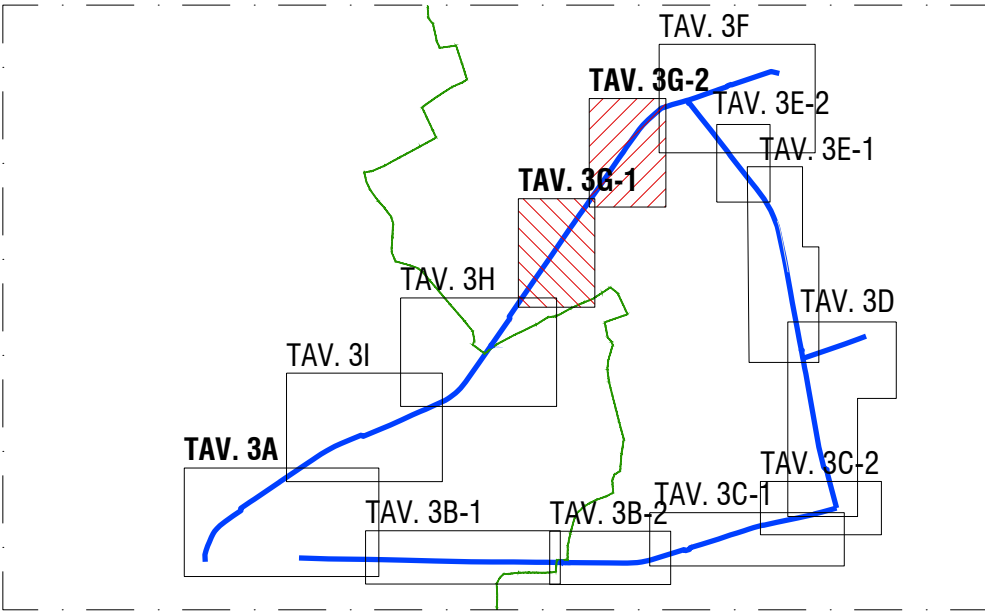 TAV. 3F
TAV. 3G-2
TAV. 3E-2
TAV. 3E-1
TAV. 3G-1
TAV. 3H
TAV. 3D
TAV. 3I
TAV. 3A
TAV. 3C-2
TAV. 3C-1
TAV. 3B-1
TAV. 3B-2